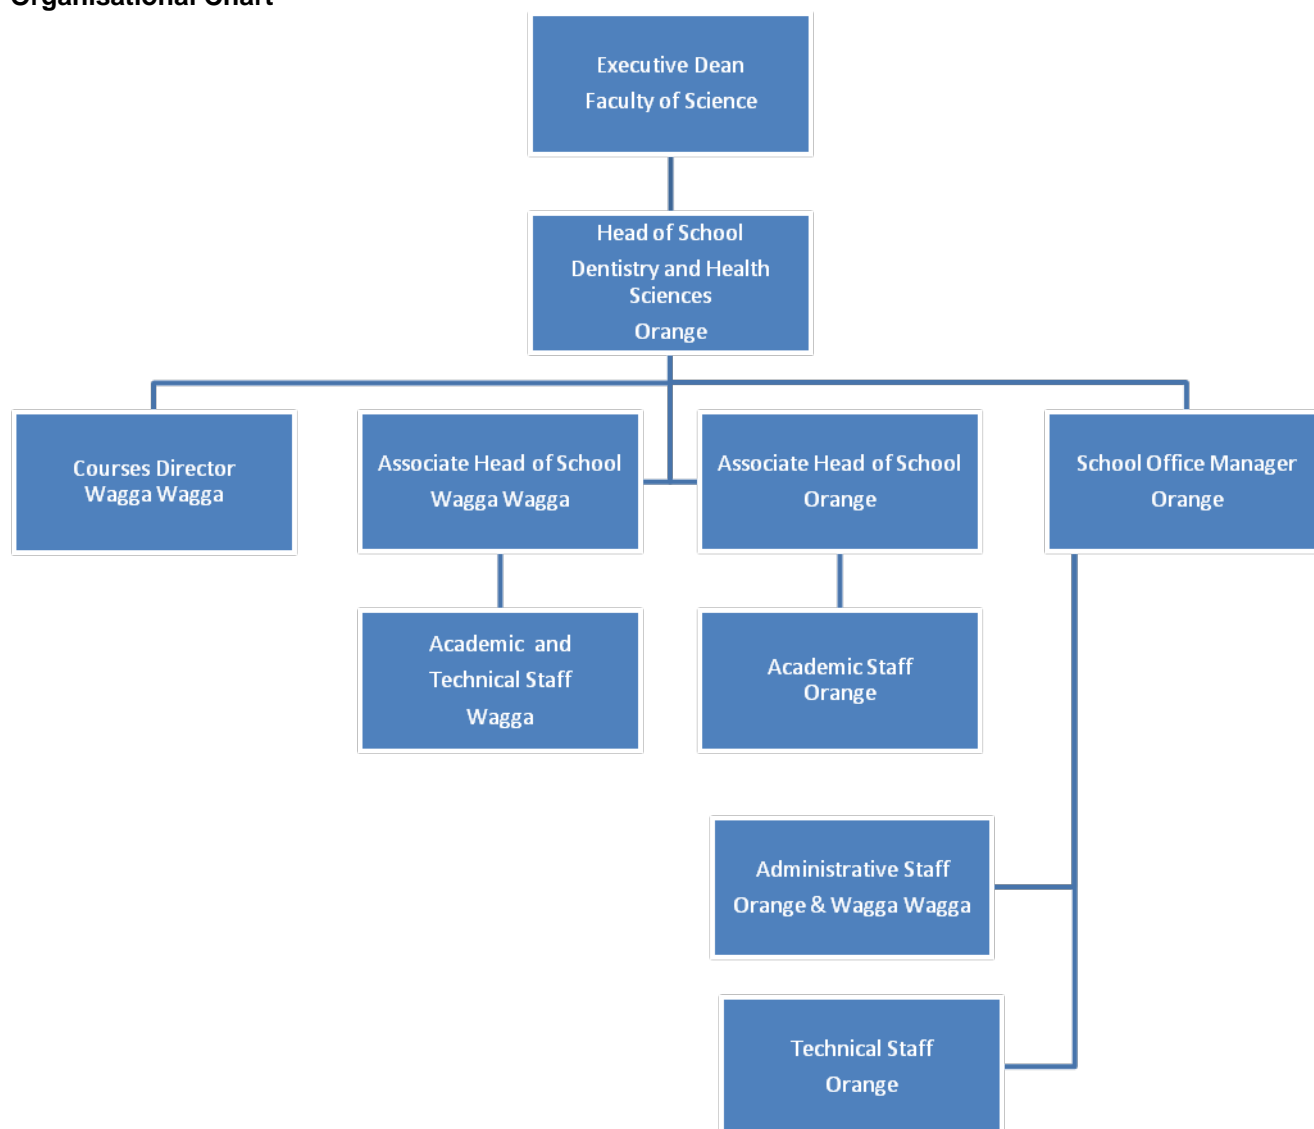 Organisational Chart
Executive Dean
Faculty of Science
Head of School
Dentistry and Health
Sciences
Orange
Courses Director
Wagga Wagga
Associate Head of School
Wagga Wagga
Associate Head of School
Orange
School Office Manager
Orange
Academic and
Technical Staff
Wagga
Academic Staff
Orange
Administrative Staff
Orange & Wagga Wagga
Technical Staff
Orange